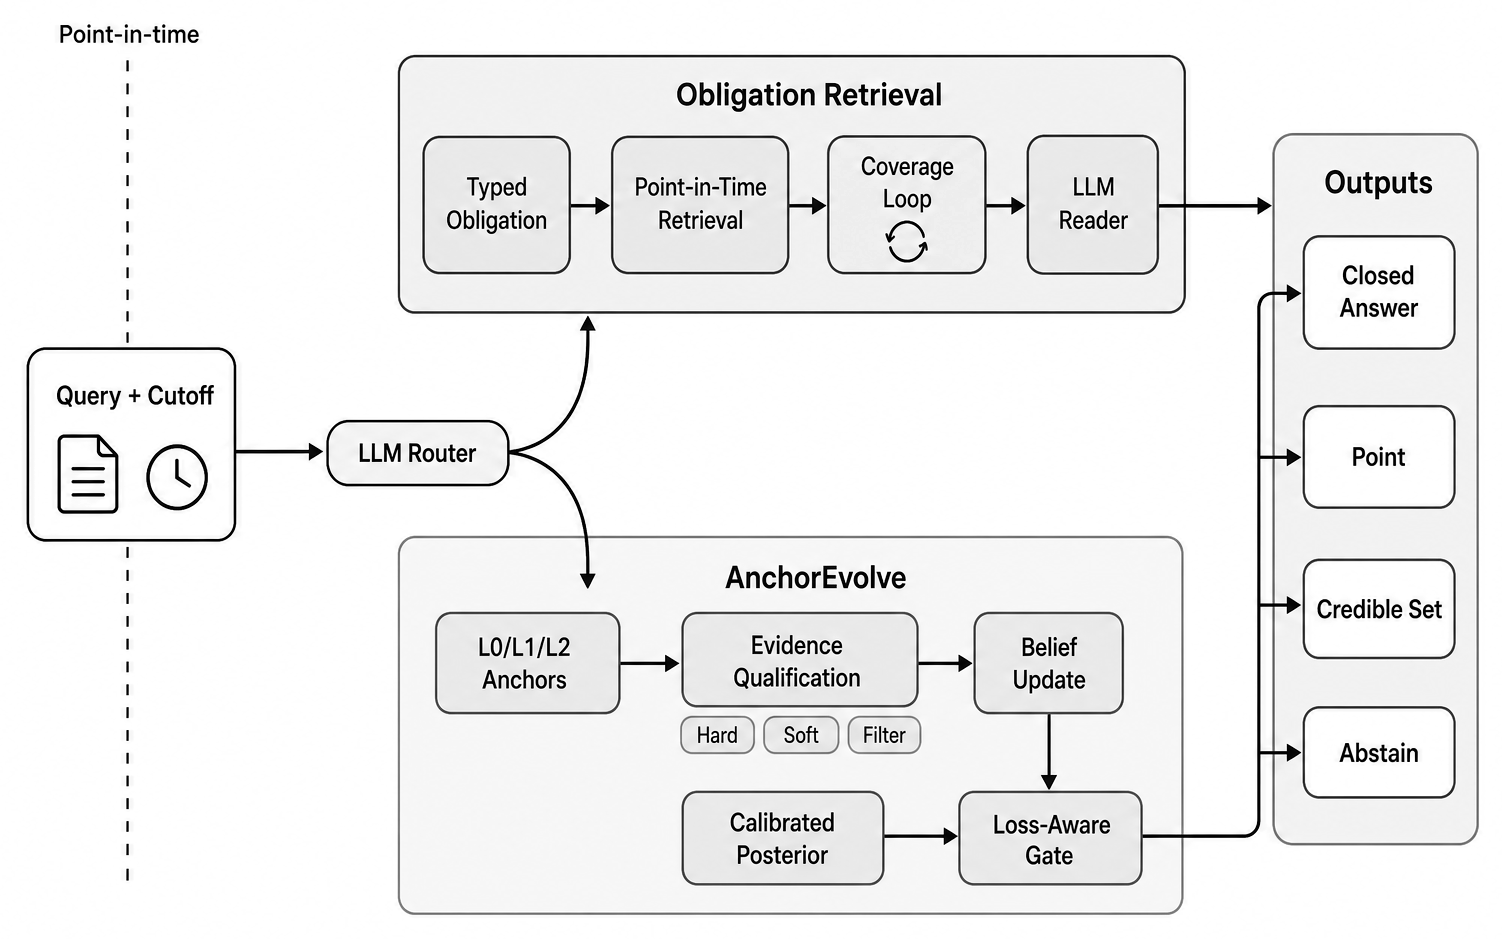 Point-in-time
Query + Cutoff
LLM Router
Obligation Retrieval
Typed
Obligation
Point-in-Time
Retrieval
Coverage
Loop
LLM
Reader
AnchorEvolve
L0/L1/L2
Anchors
Evidence
Qualification
Hard
Soft
Filter
Belief
Update
Calibrated
Posterior
Loss-Aware
Gate
Outputs
Closed
Answer
Point
Credible Set
Abstain